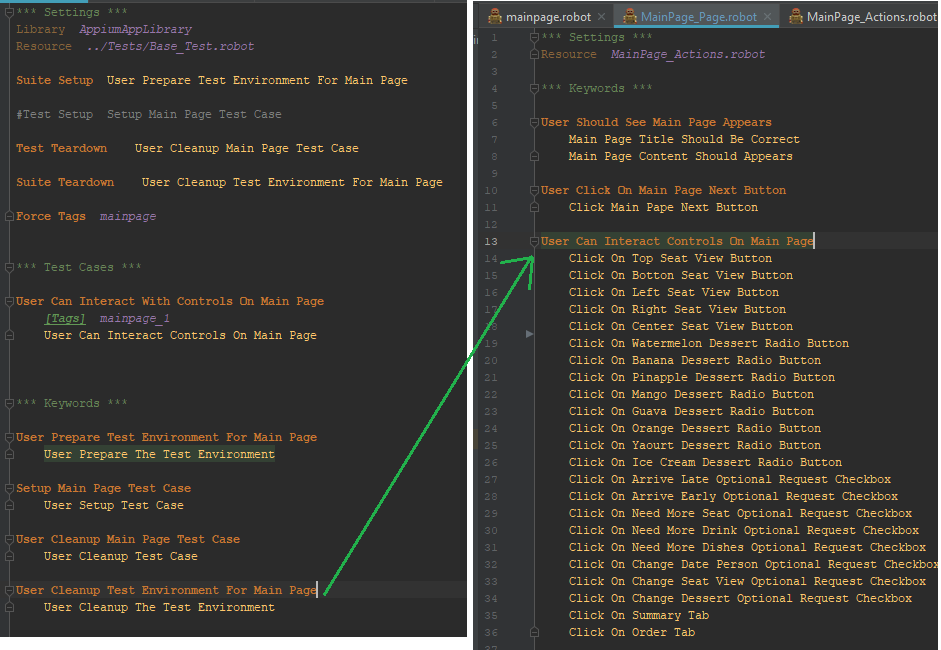 *** Settings ***
Library  AppiumAppLibrary
Resource  ../Tests/Base_Test.robot
Suite Setup  User Prepare Test Environment For Main Page
#Test Setup  Setup Main Page Test Case
Test Teardown    User Cleanup Main Page Test Case
Suite Teardown    User Cleanup Test Environment For Main Page
Force Tags  mainpage
*** Test Cases ***
User Can Interact With Controls On Main Page
[Tags]  mainpage_1
User Can Interact Controls On Main Page
*** Keywords ***
User Prepare Test Environment For Main Page
User Prepare The Test Environment
Setup Main Page Test Case
User Setup Test Case
User Cleanup Main Page Test Case
User Cleanup Test Case
User Cleanup Test Environment For Main Page
User Cleanup The Test Environment
mainpage.robot × MainPage_Page.robot × MainPage_Actions.robot
1 *** Settings ***
2 Resource  MainPage_Actions.robot
3
4 *** Keywords ***
5
6 User Should See Main Page Appears
7 Main Page Title Should Be Correct
8 Main Page Content Should Appears
9
10 User Click On Main Page Next Button
11 Click Main Pape Next Button
12
13 User Can Interact Controls On Main Page
14 Click On Top Seat View Button
15 Click On Botton Seat View Button
16 Click On Left Seat View Button
17 Click On Right Seat View Button
18 Click On Center Seat View Button
19 Click On Watermelon Dessert Radio Button
20 Click On Banana Dessert Radio Button
21 Click On Pinapple Dessert Radio Button
22 Click On Mango Dessert Radio Button
23 Click On Guava Dessert Radio Button
24 Click On Orange Dessert Radio Button
25 Click On Yaourt Dessert Radio Button
26 Click On Ice Cream Dessert Radio Button
27 Click On Arrive Late Optional Request Checkbox
28 Click On Arrive Early Optional Request Checkbox
29 Click On Need More Seat Optional Request Checkbox
30 Click On Need More Drink Optional Request Checkbox
31 Click On Need More Dishes Optional Request Checkbox
32 Click On Change Date Person Optional Request Checkbox
33 Click On Change Seat View Optional Request Checkbox
34 Click On Change Dessert Optional Request Checkbox
35 Click On Summary Tab
36 Click On Order Tab